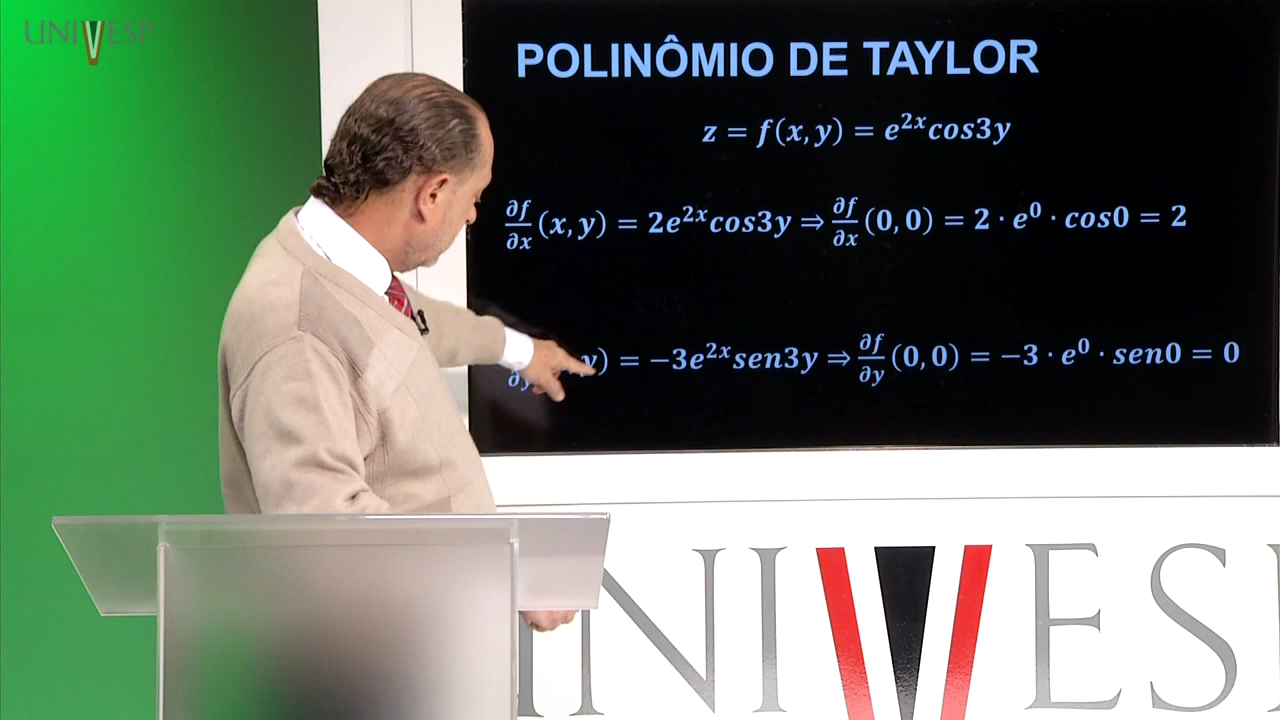 UNIVESP
POLINÔMIO DE TAYLOR
z = f(x, y) = e^{2x}cos3y
∂f/∂x (x, y) = 2e^{2x}cos3y ⇒ ∂f/∂x (0, 0) = 2 · e^0 · cos0 = 2
y) = −3e^{2x}sen3y ⇒ ∂f/∂y (0, 0) = −3 · e^0 · sen0 = 0
NIVES